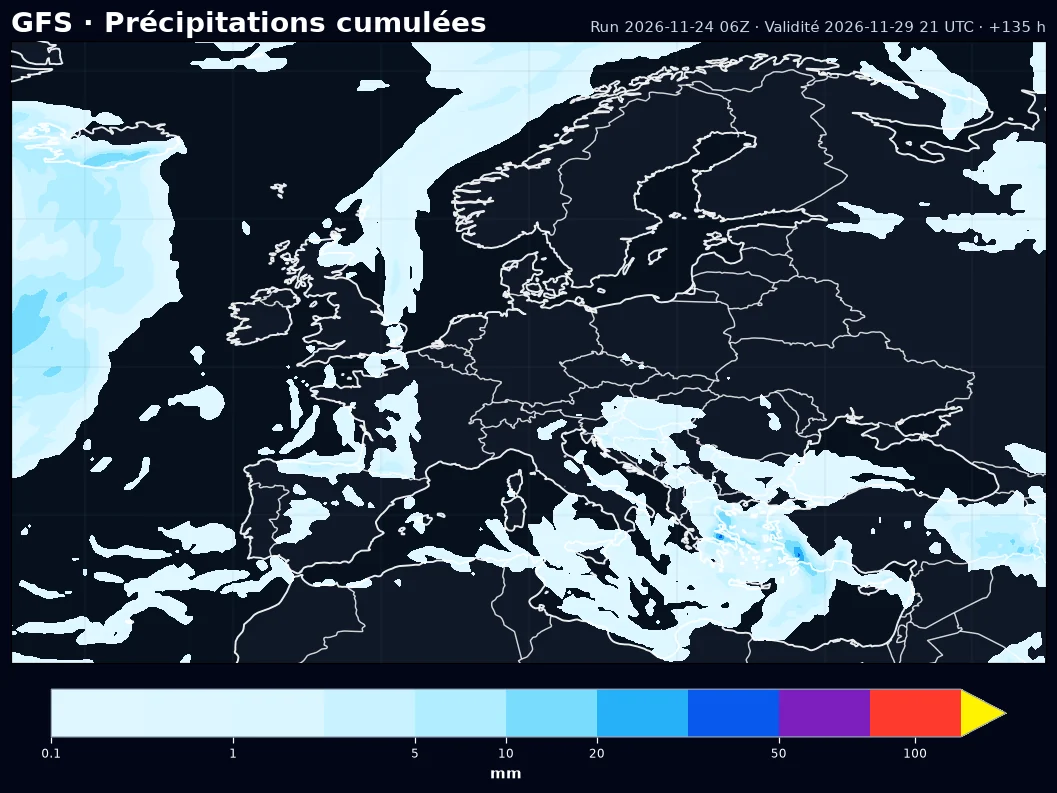 GFS · Précipitations cumulées
Run 2026-11-24 06Z · Validité 2026-11-29 21 UTC · +135 h
0.1 1 5 10 20 50 100
mm